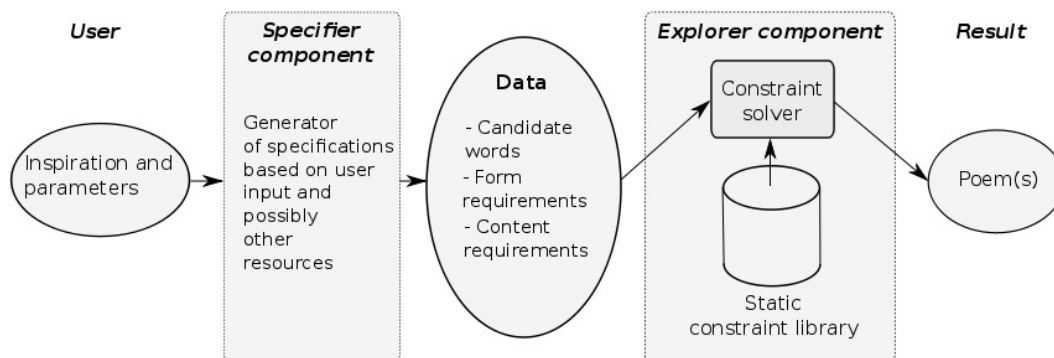 User
Inspiration and
parameters
Specifier
component
Generator
of specifications
based on user
input and
possibly
other
resources
Data
- Candidate
words
- Form
requirements
- Content
requirements
Explorer component
Constraint
solver
Static
constraint library
Result
Poem(s)